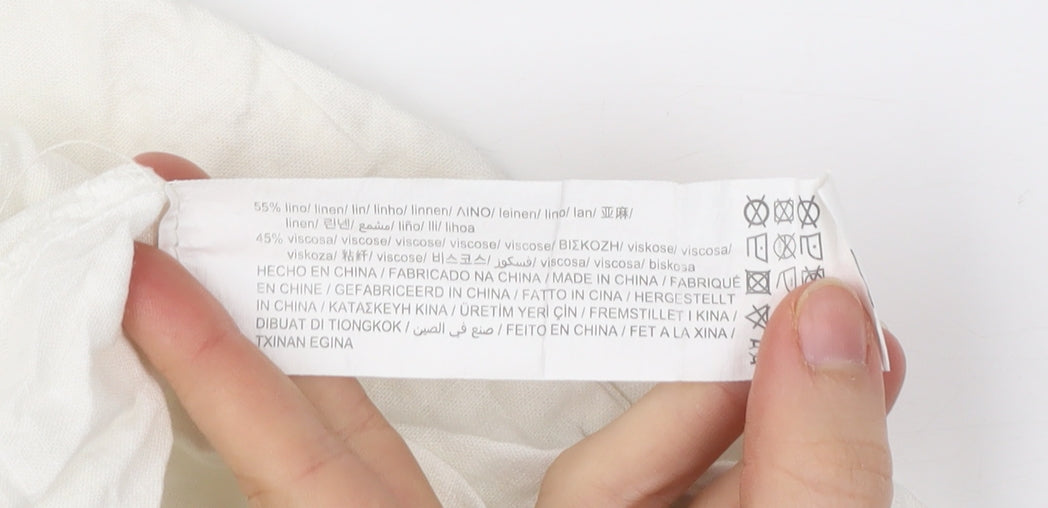 55% lino/ linen/ lin/ linho/ linnen/ ΛINO/ leinen/ lino/ lan/ 亚麻/
linen/ 린넨/ مشمع/ liño/ lli/ lihoa
45% viscosa/ viscose/ viscose/ viscose/ viscose/ ΒΙΣΚΟΖΗ/ viskose/ viscosa/
viskoza/ 粘纤/ viscose/ 비스코스/ فسكوز/ viscosa/ viscosa/ biskosa
HECHO EN CHINA / FABRICADO NA CHINA / MADE IN CHINA / FABRIQUÉ
EN CHINE / GEFABRICEERD IN CHINA / FATTO IN CINA / HERGESTELLT
IN CHINA / ΚΑΤΑΣΚΕΥΗ ΚΙΝΑ / ÜRETİM YERİ ÇİN / FREMSTILLET I KINA /
DIBUAT DI TIONGKOK / صنع في الصين / FEITO EN CHINA / FET A LA XINA /
TXINAN EGINA